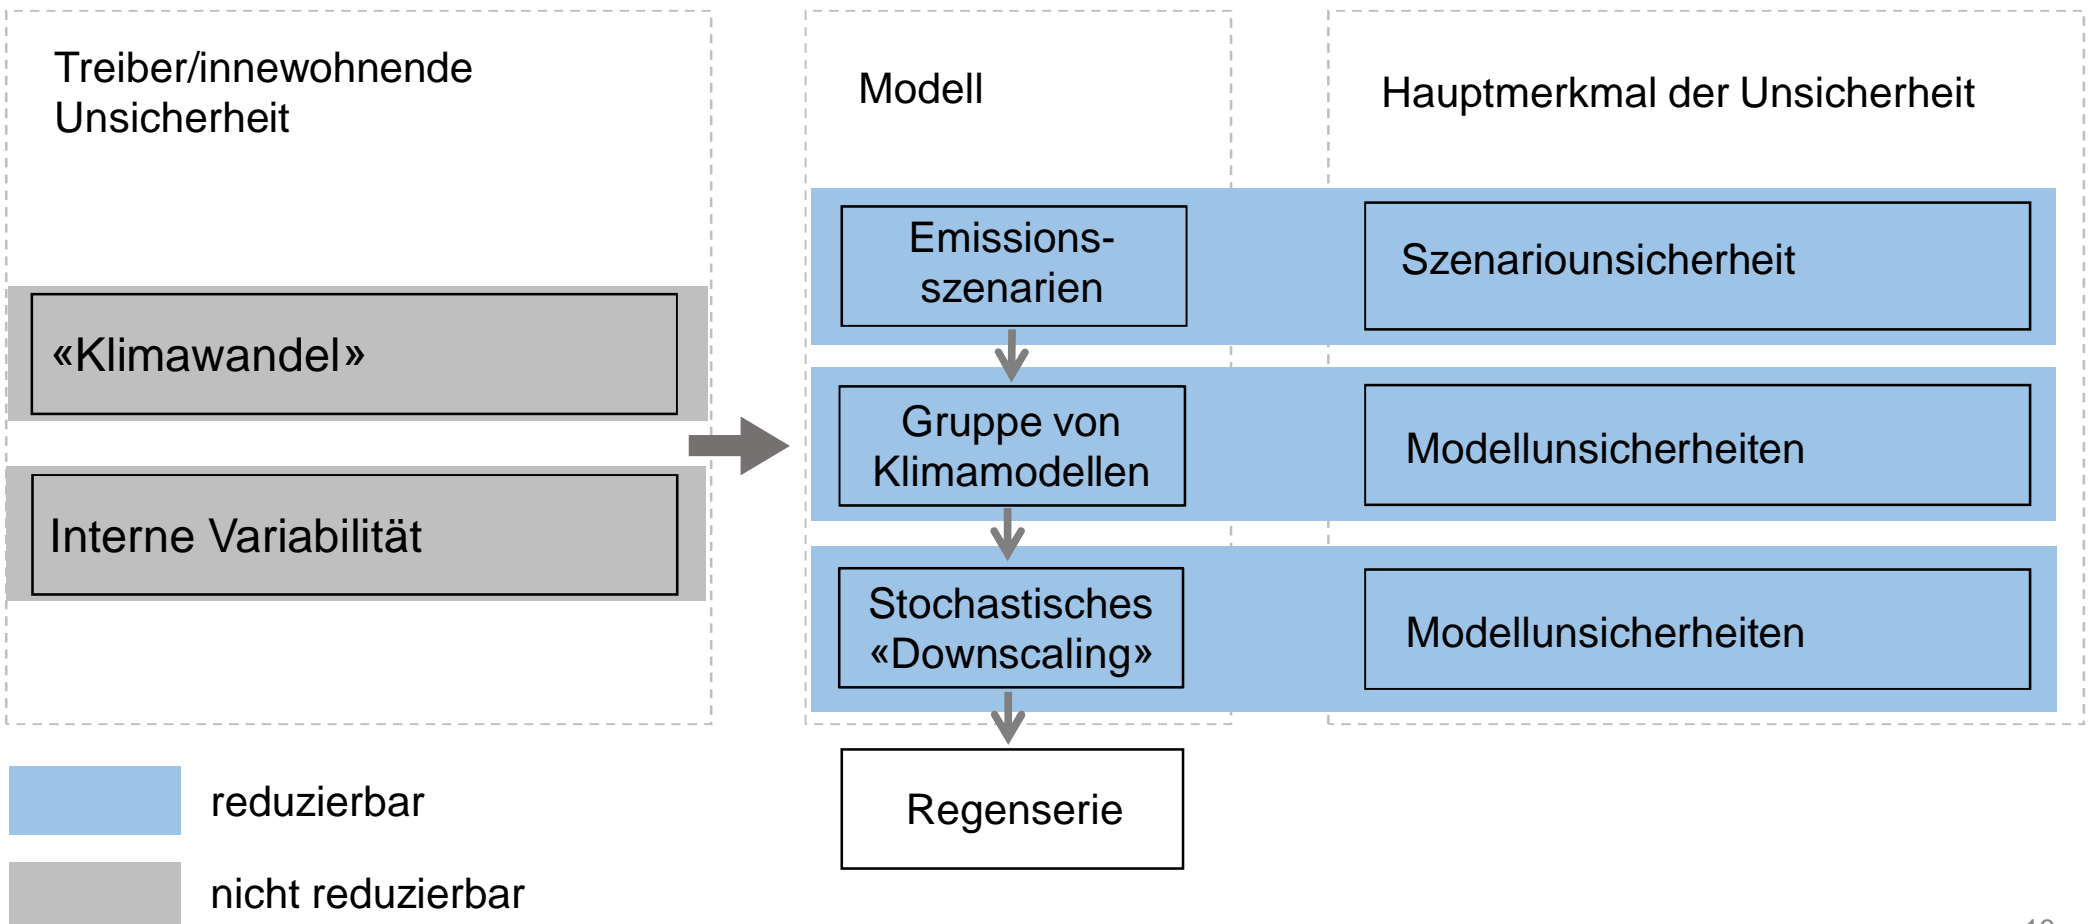 Treiber/innewohnende
Unsicherheit
«Klimawandel»
Interne Variabilität
Modell
Emissions-
szenarien
Gruppe von
Klimamodellen
Stochastisches
«Downscaling»
Regenserie
Hauptmerkmal der Unsicherheit
Szenariounsicherheit
Modellunsicherheiten
Modellunsicherheiten
reduzierbar
nicht reduzierbar